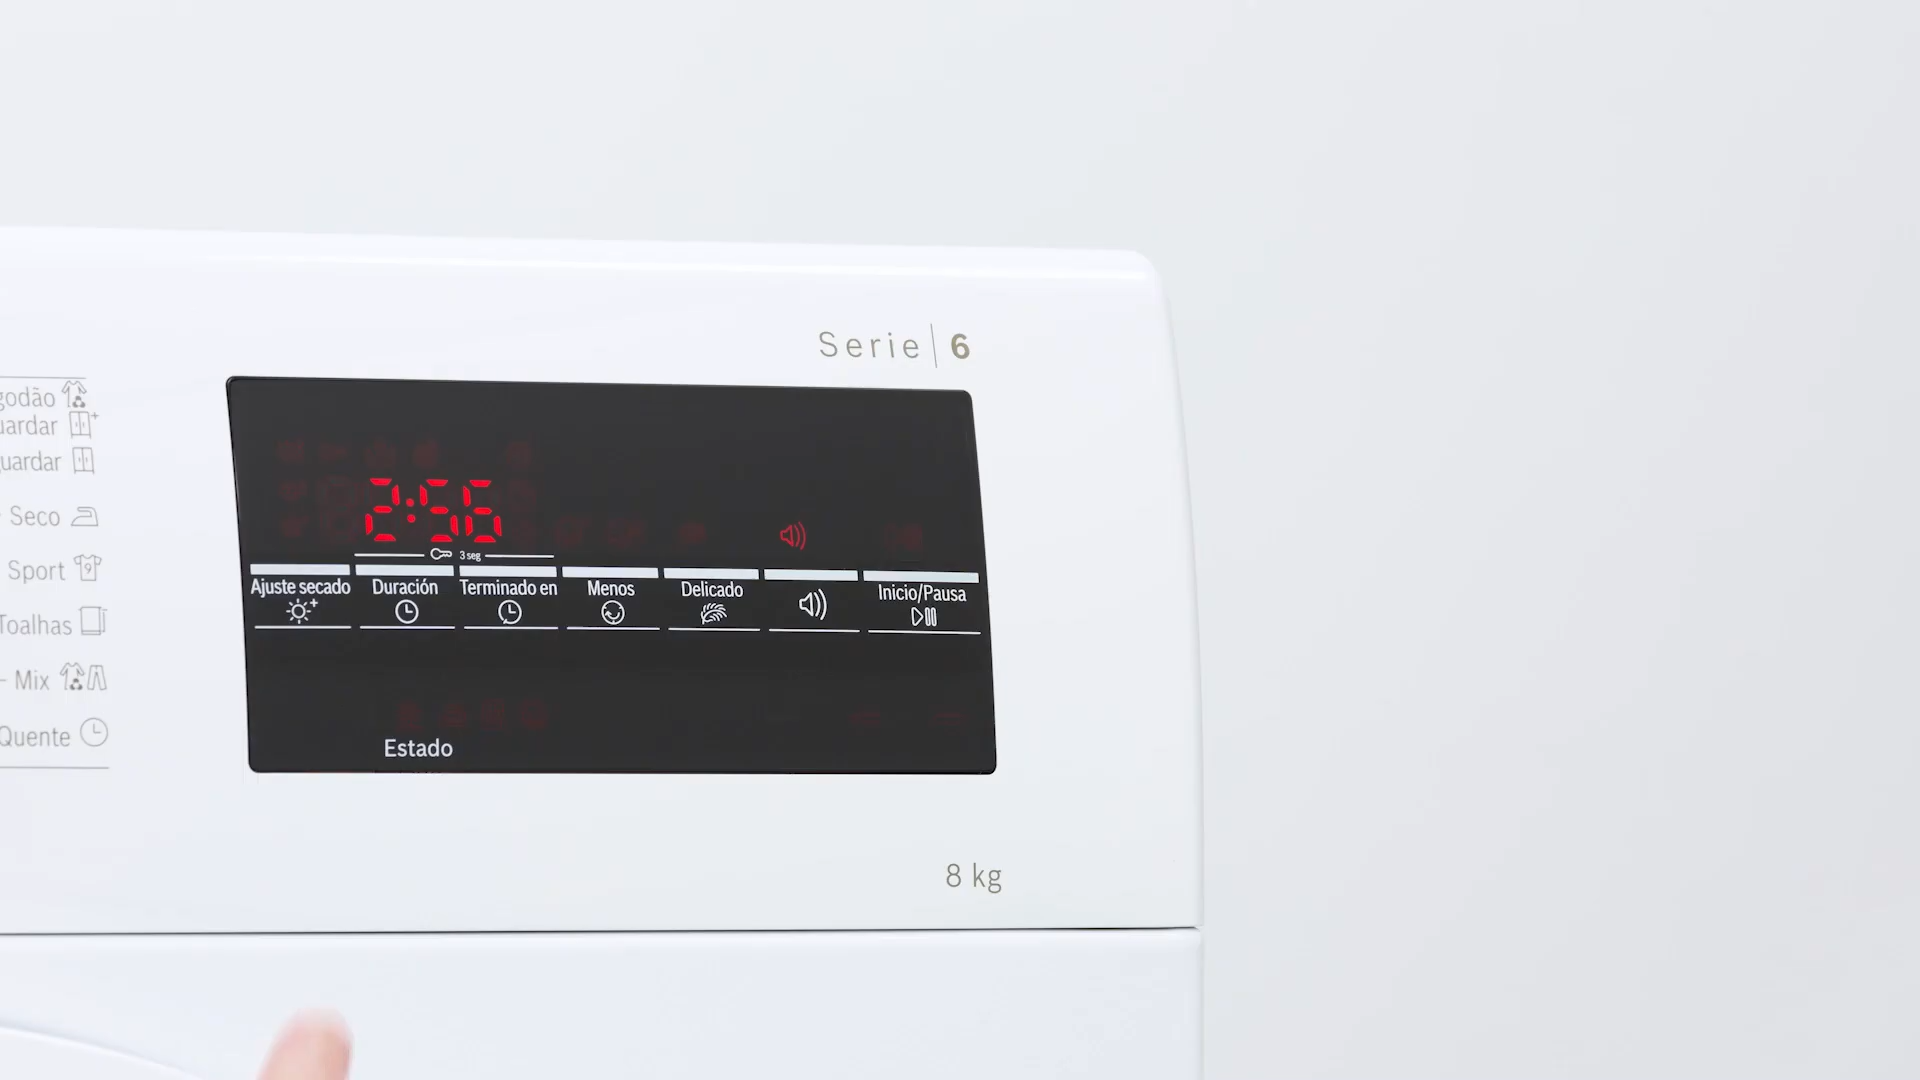 Serie | 6
godão
uardar
uardar
Seco
Sport
Toalhas
- Mix
Quente
2:56
3 seg
Ajuste secado
Duración
Terminado en
Menos
Delicado
Inicio/Pausa
Estado
8 kg